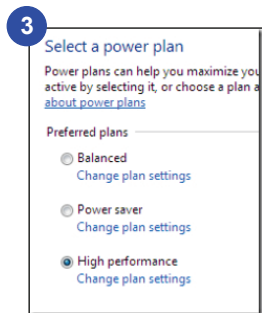 3
Select a power plan
Power plans can help you maximize you
active by selecting it, or choose a plan a
about power plans
Preferred plans
Balanced
Change plan settings
Power saver
Change plan settings
High performance
Change plan settings